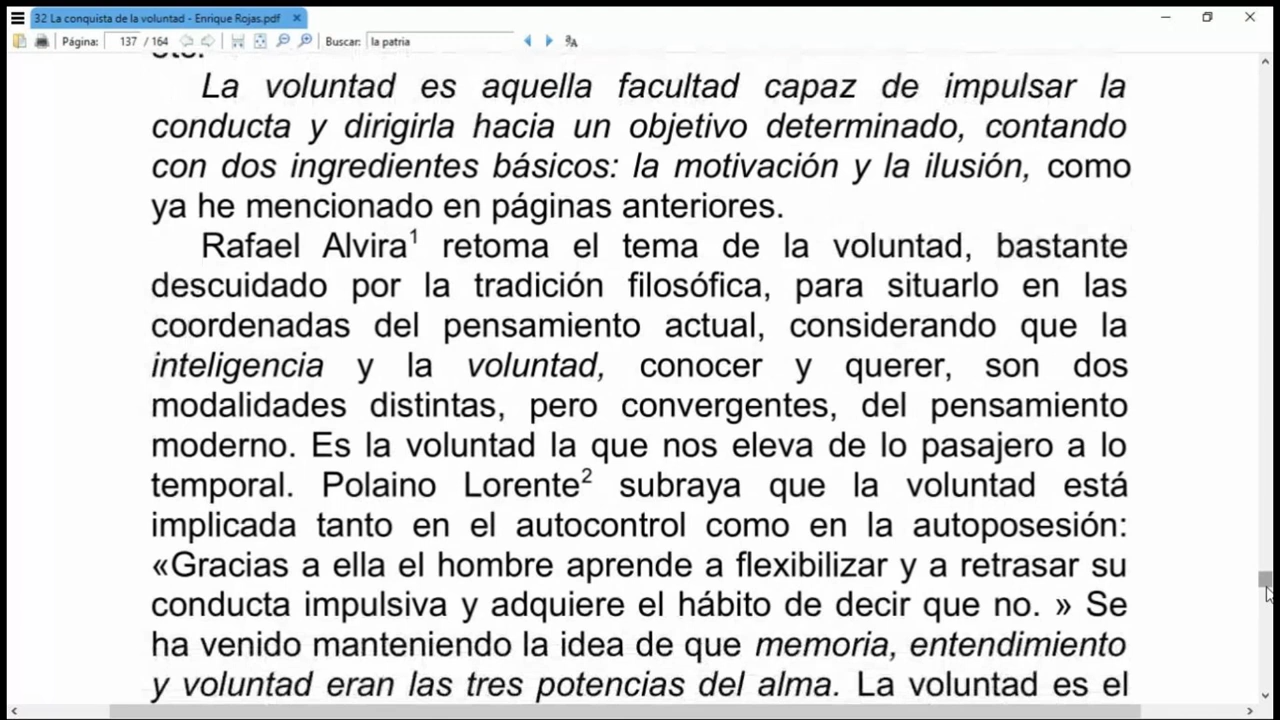 32 La conquista de la voluntad - Enrique Rojas.pdf
Página: 137 / 164 Buscar: la patria
La voluntad es aquella facultad capaz de impulsar la
conducta y dirigirla hacia un objetivo determinado, contando
con dos ingredientes básicos: la motivación y la ilusión, como
ya he mencionado en páginas anteriores.
Rafael Alvira1 retoma el tema de la voluntad, bastante
descuidado por la tradición filosófica, para situarlo en las
coordenadas del pensamiento actual, considerando que la
inteligencia y la voluntad, conocer y querer, son dos
modalidades distintas, pero convergentes, del pensamiento
moderno. Es la voluntad la que nos eleva de lo pasajero a lo
temporal. Polaino Lorente2 subraya que la voluntad está
implicada tanto en el autocontrol como en la autoposesión:
«Gracias a ella el hombre aprende a flexibilizar y a retrasar su
conducta impulsiva y adquiere el hábito de decir que no. » Se
ha venido manteniendo la idea de que memoria, entendimiento
y voluntad eran las tres potencias del alma. La voluntad es el